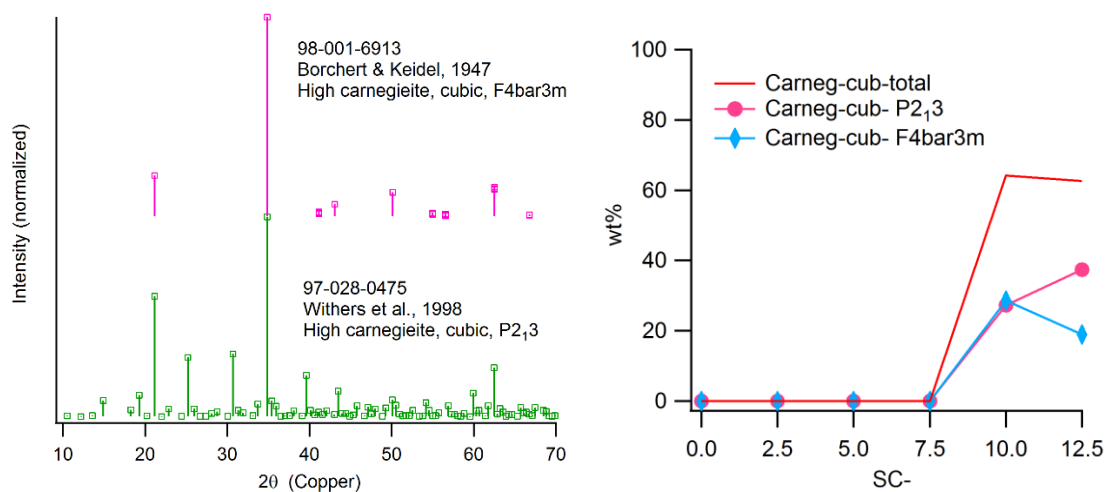 98-001-6913
Borchert & Keidel, 1947
High carnegieite, cubic, F4bar3m
97-028-0475
Withers et al., 1998
High carnegieite, cubic, P2₁3
Intensity (normalized)
10 20 30 40 50 60 70
2θ (Copper)
100
80
60
40
20
0
wt%
Carneg-cub-total
Carneg-cub- P2₁3
Carneg-cub- F4bar3m
0.0 2.5 5.0 7.5 10.0 12.5
SC-